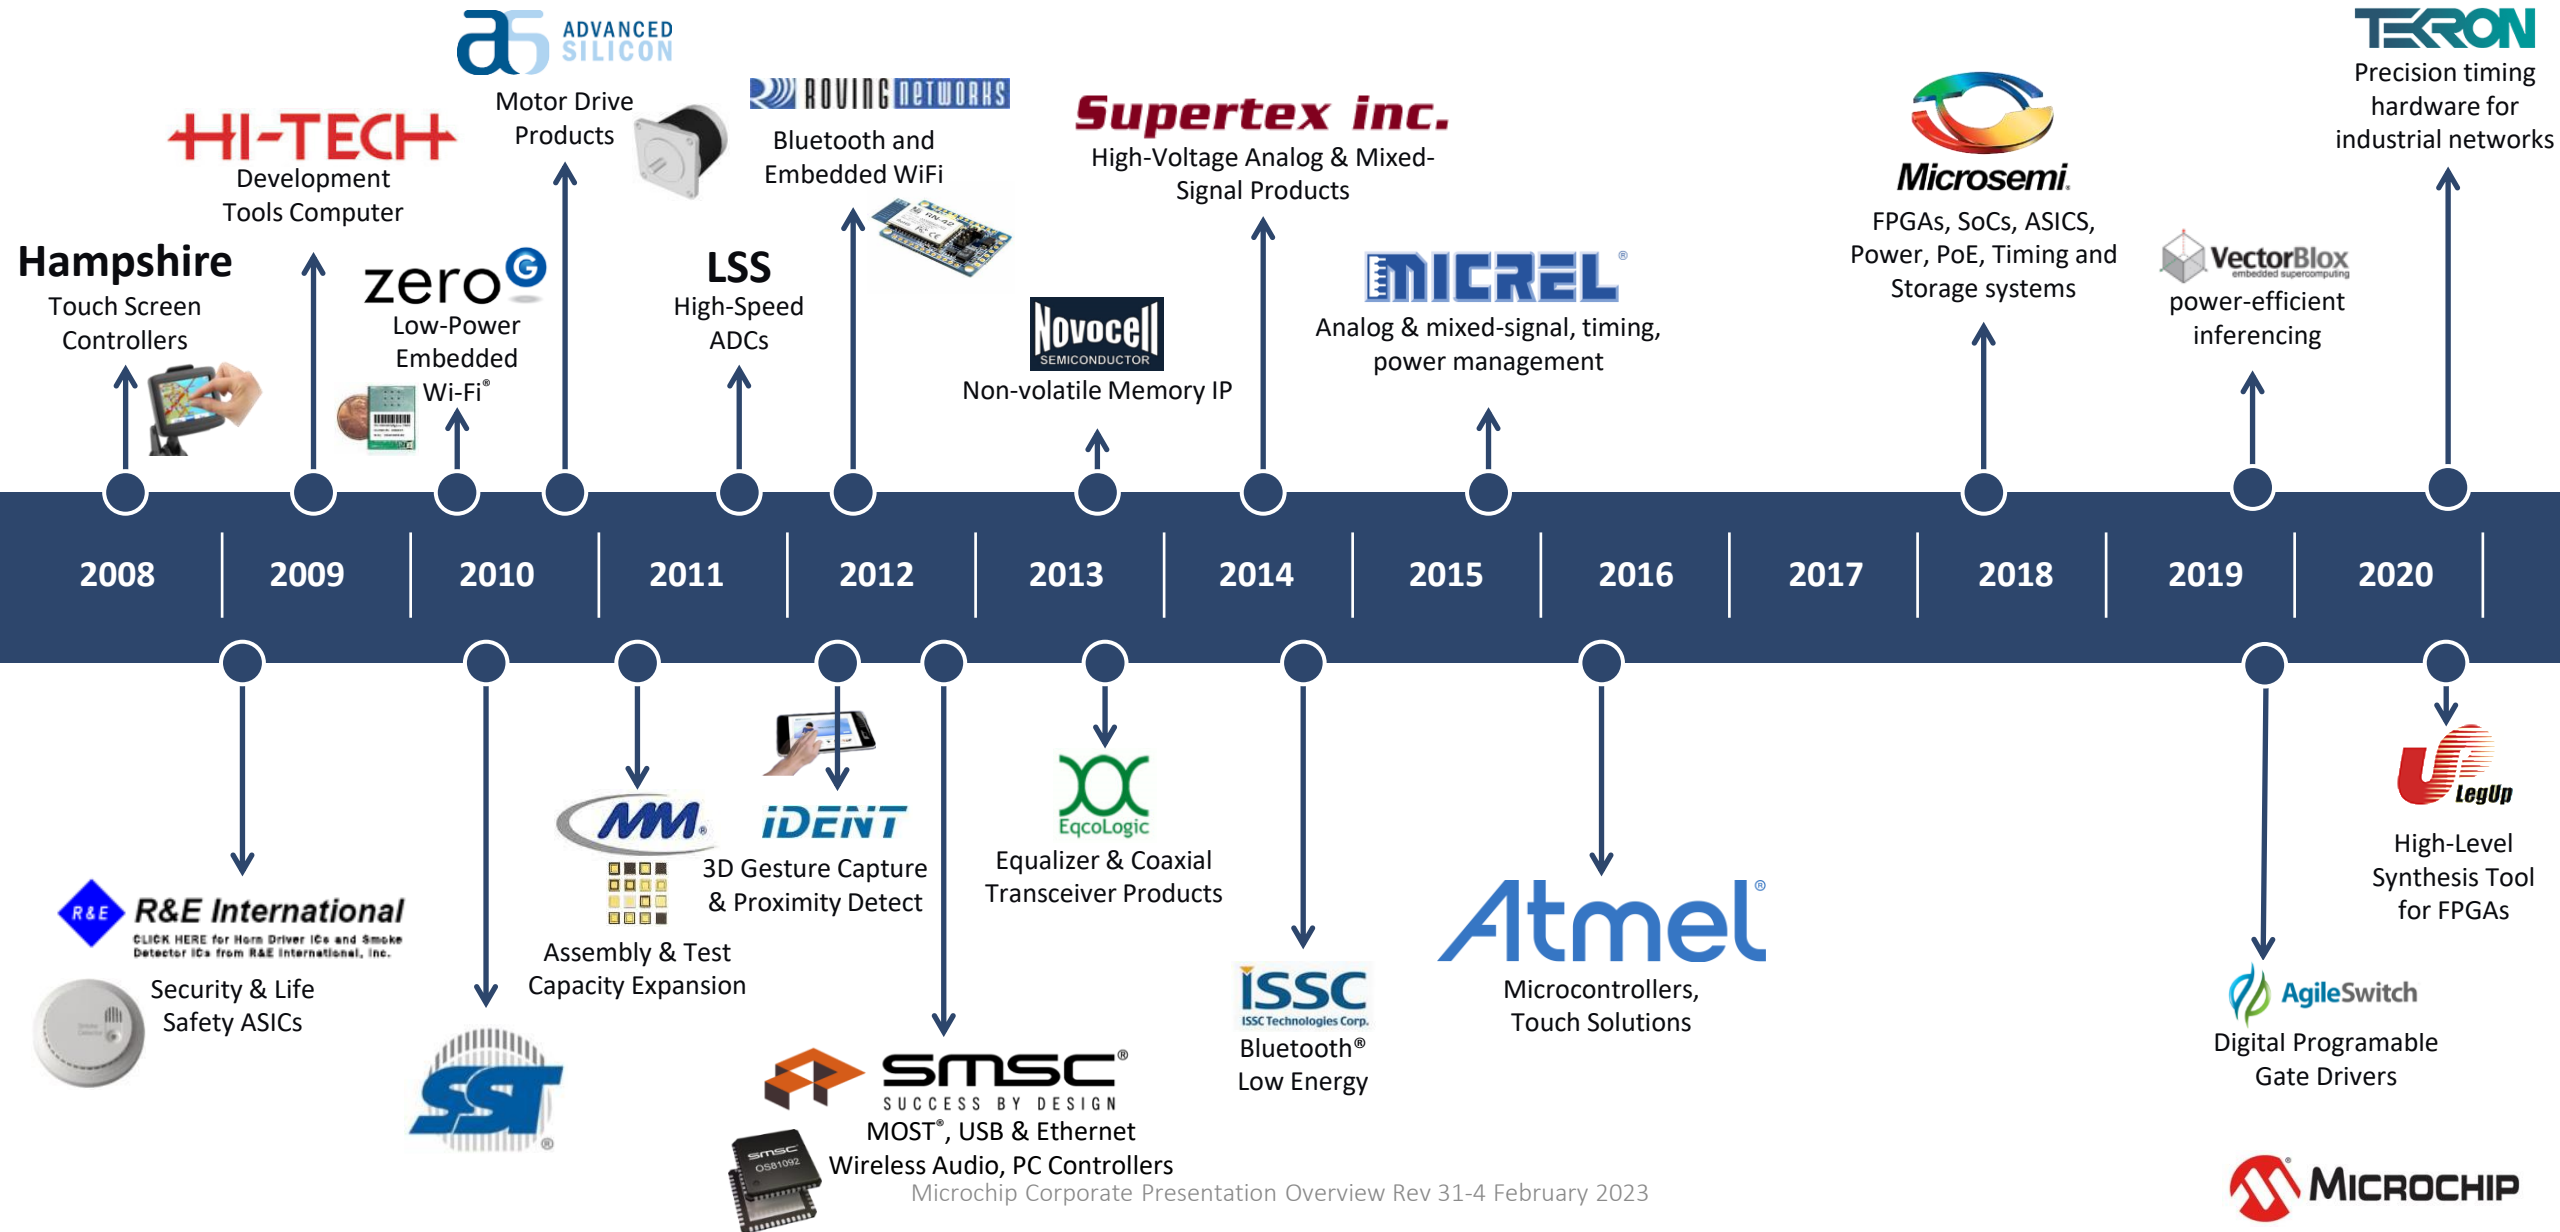 ADVANCED
SILICON
Motor Drive
Products
ROVING NETWORKS
Bluetooth and
Embedded WiFi
RN-42
TEKRON
Precision timing
hardware for
industrial networks
HI-TECH
Development
Tools Computer
Supertex inc.
High-Voltage Analog & Mixed-
Signal Products
Microsemi.
FPGAs, SoCs, ASICS,
Power, PoE, Timing and
Storage systems
Hampshire
Touch Screen
Controllers
zero G
Low-Power
Embedded
Wi-Fi®
LSS
High-Speed
ADCs
Novocell
SEMICONDUCTOR
Non-volatile Memory IP
MICREL®
Analog & mixed-signal, timing,
power management
VectorBlox
embedded supercomputing
power-efficient
inferencing
2008 2009 2010 2011 2012 2013 2014 2015 2016 2017 2018 2019 2020
R&E
R&E International
CLICK HERE for Horn Driver ICs and Smoke
Detector ICs from R&E International, Inc.
Security & Life
Safety ASICs
SST®
MM®
Assembly & Test
Capacity Expansion
iDENT
3D Gesture Capture
& Proximity Detect
SMSC®
SUCCESS BY DESIGN
MOST®, USB & Ethernet
Wireless Audio, PC Controllers
smsc
OS81092
EqcoLogic
Equalizer & Coaxial
Transceiver Products
ISSC
ISSC Technologies Corp.
Bluetooth®
Low Energy
Atmel®
Microcontrollers,
Touch Solutions
AgileSwitch
Digital Programable
Gate Drivers
LegUp
High-Level
Synthesis Tool
for FPGAs
Microchip Corporate Presentation Overview Rev 31-4 February 2023
MICROCHIP